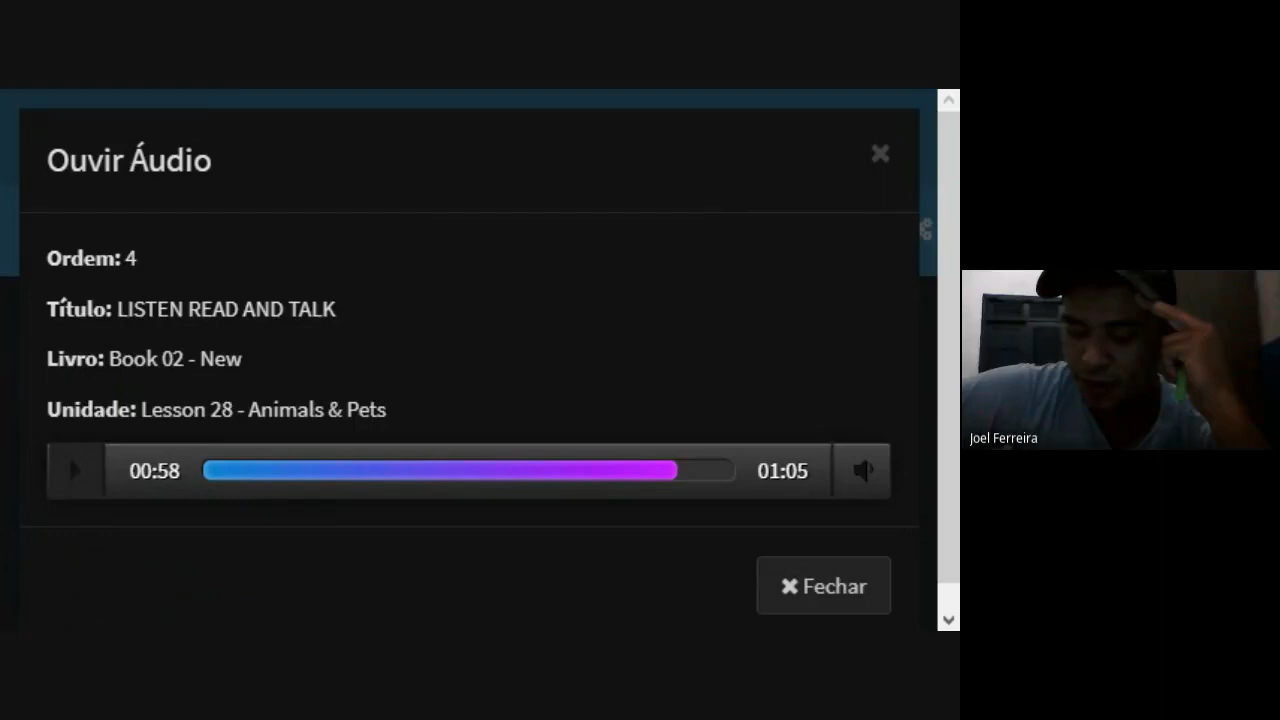 Ouvir Áudio
Ordem: 4
Título: LISTEN READ AND TALK
Livro: Book 02 - New
Unidade: Lesson 28 - Animals & Pets
00:58
01:05
Fechar
Joel Ferreira